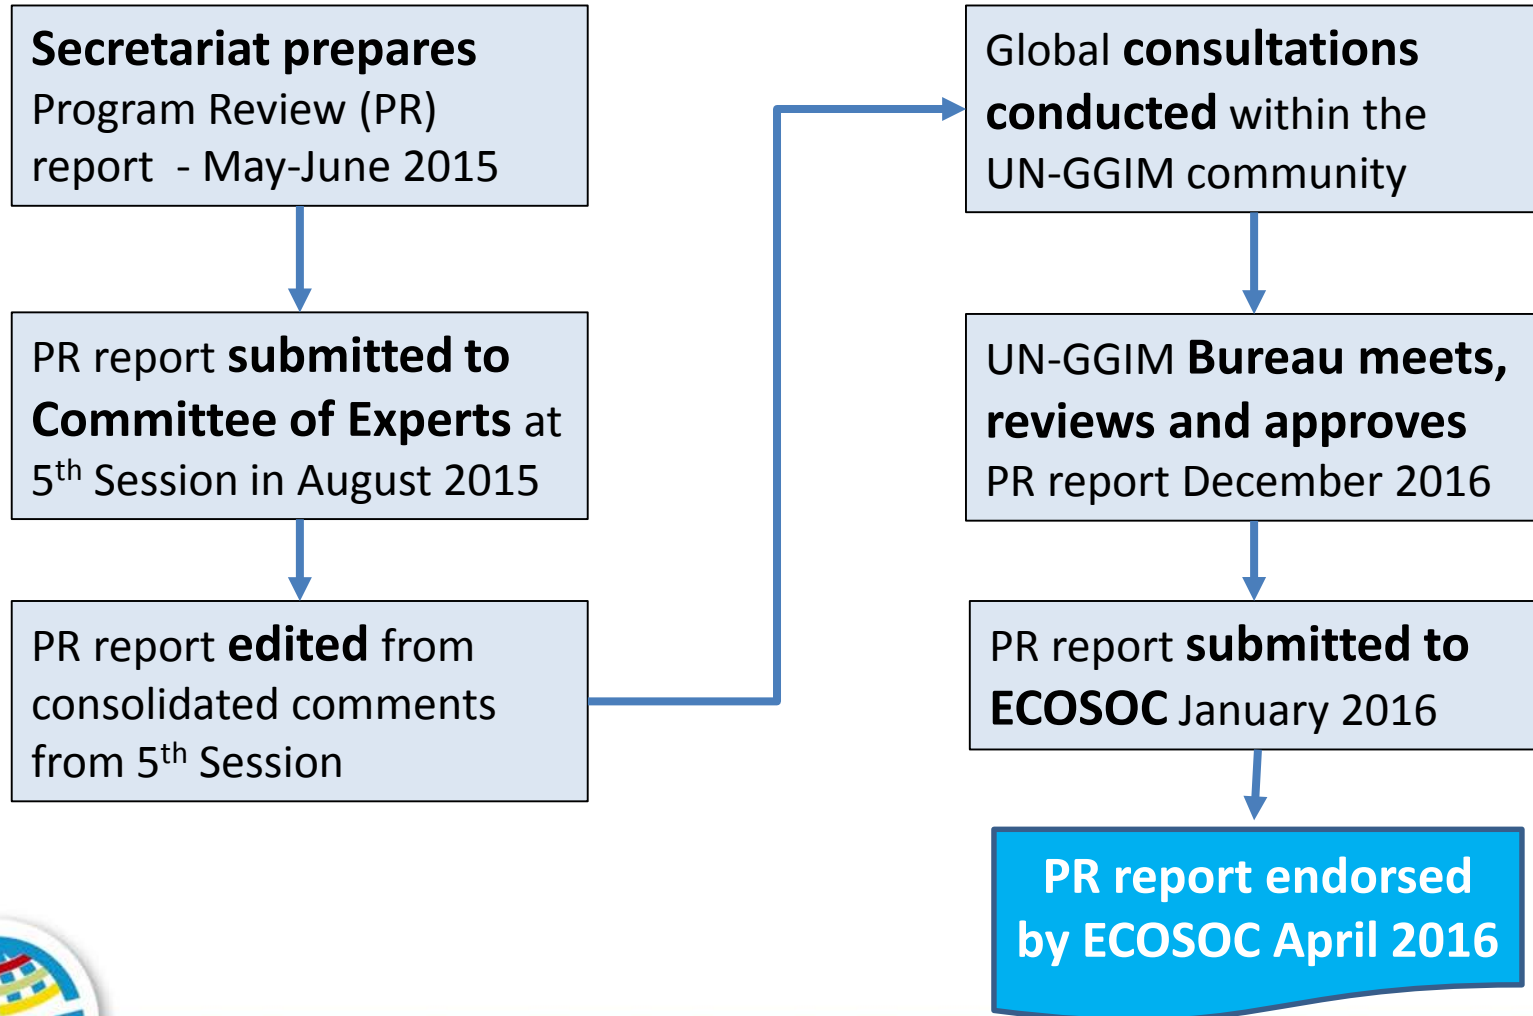 Secretariat prepares
Program Review (PR)
report - May-June 2015
PR report submitted to
Committee of Experts at
5th Session in August 2015
PR report edited from
consolidated comments
from 5th Session
Global consultations
conducted within the
UN-GGIM community
UN-GGIM Bureau meets,
reviews and approves
PR report December 2016
PR report submitted to
ECOSOC January 2016
PR report endorsed
by ECOSOC April 2016